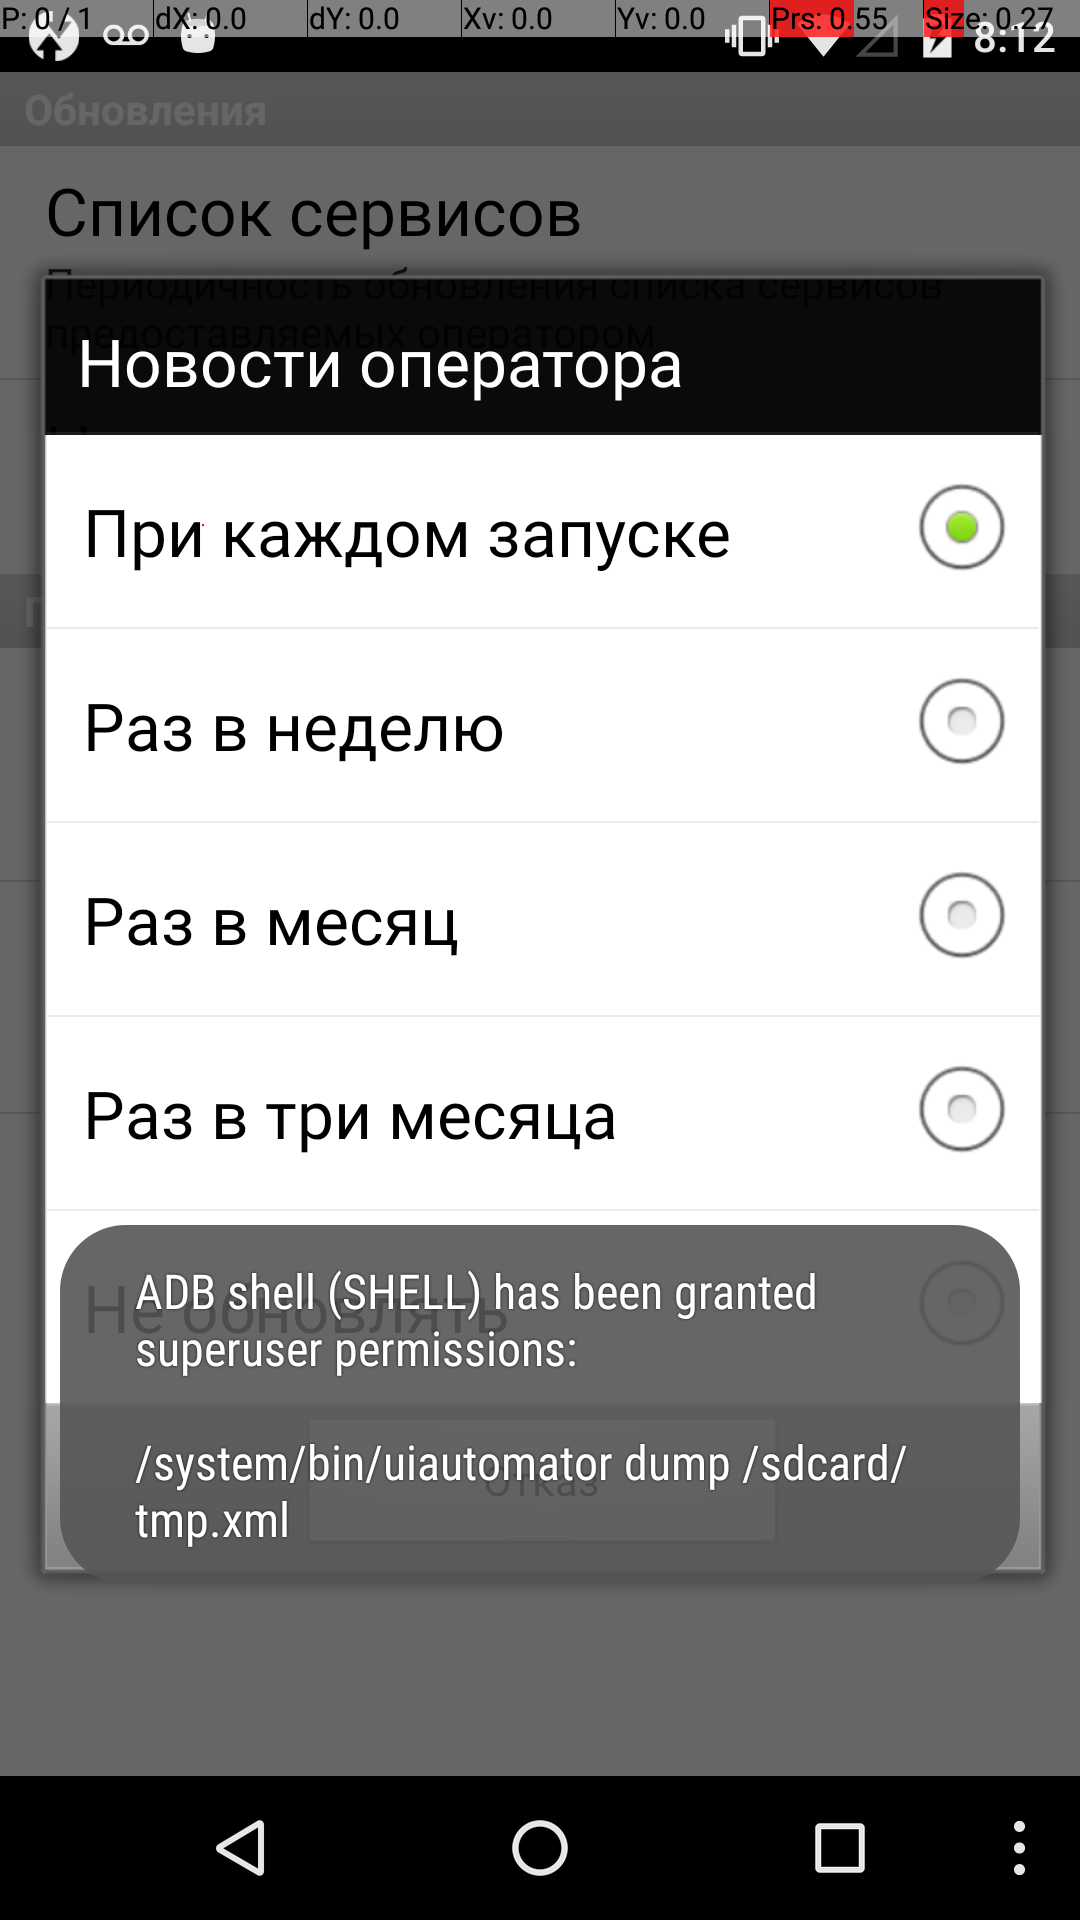 P: 0 / 1 dX: 0.0 dY: 0.0 Xv: 0.0 Yv: 0.0 Prs: 0.55 Size: 0.27
8:12
Обновления
Список сервисов
Периодичность обновления списка сервисов
предоставляемых оператором
Новости оператора
При каждом запуске
Раз в неделю
Раз в месяц
Раз в три месяца
Не обновлять
ADB shell (SHELL) has been granted
superuser permissions:
/system/bin/uiautomator dump /sdcard/
tmp.xml
Отказ